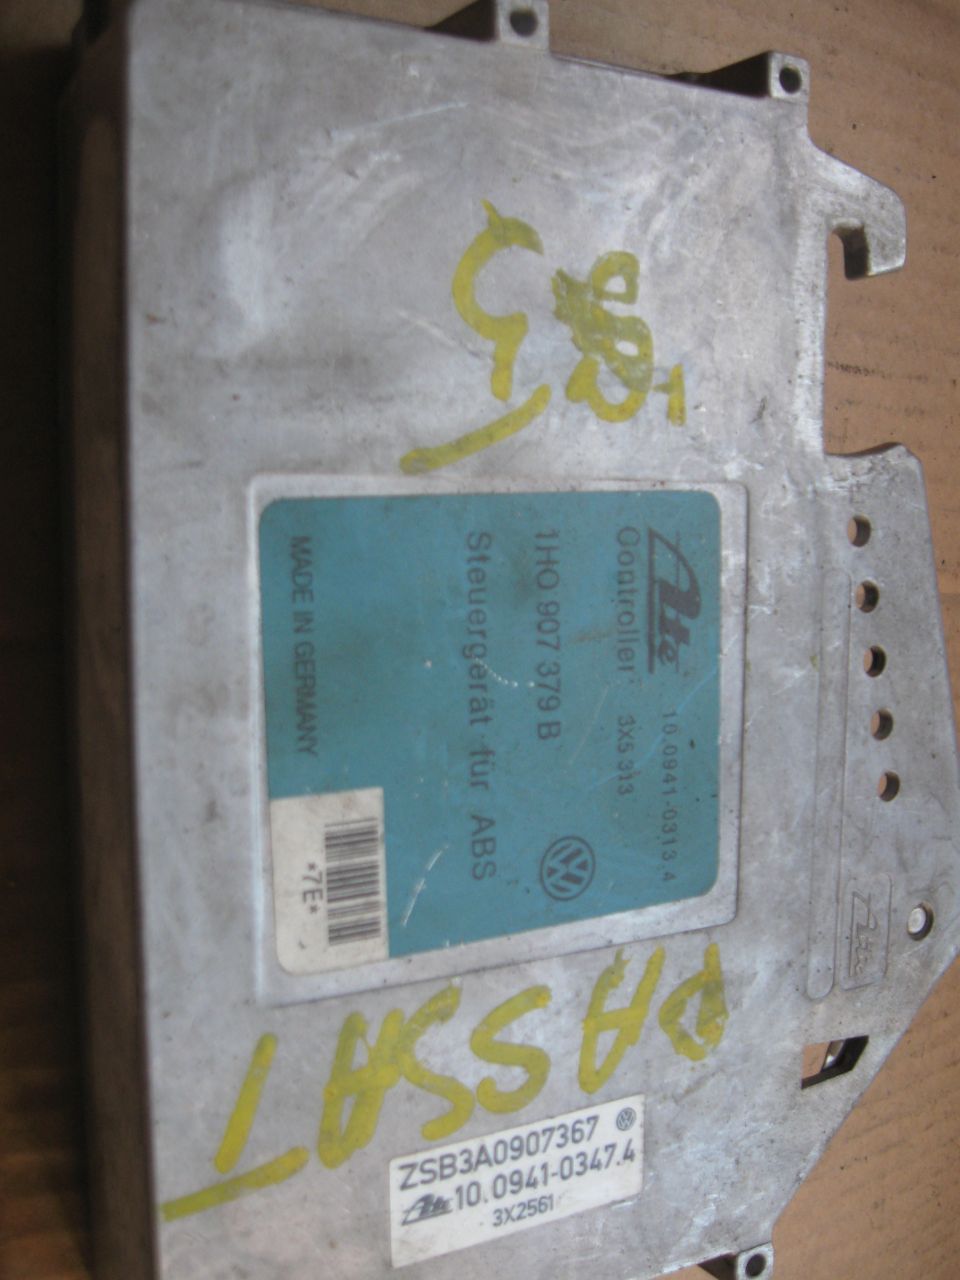 Ate 10.0941-0313.4
Controller 3X5313
1H0 907 379 B
Steuergerät für ABS
MADE IN GERMANY
*7E*
PASSAT
ZSB3A0907367
Ate 10.0941-0347.4
3X2561
Ate